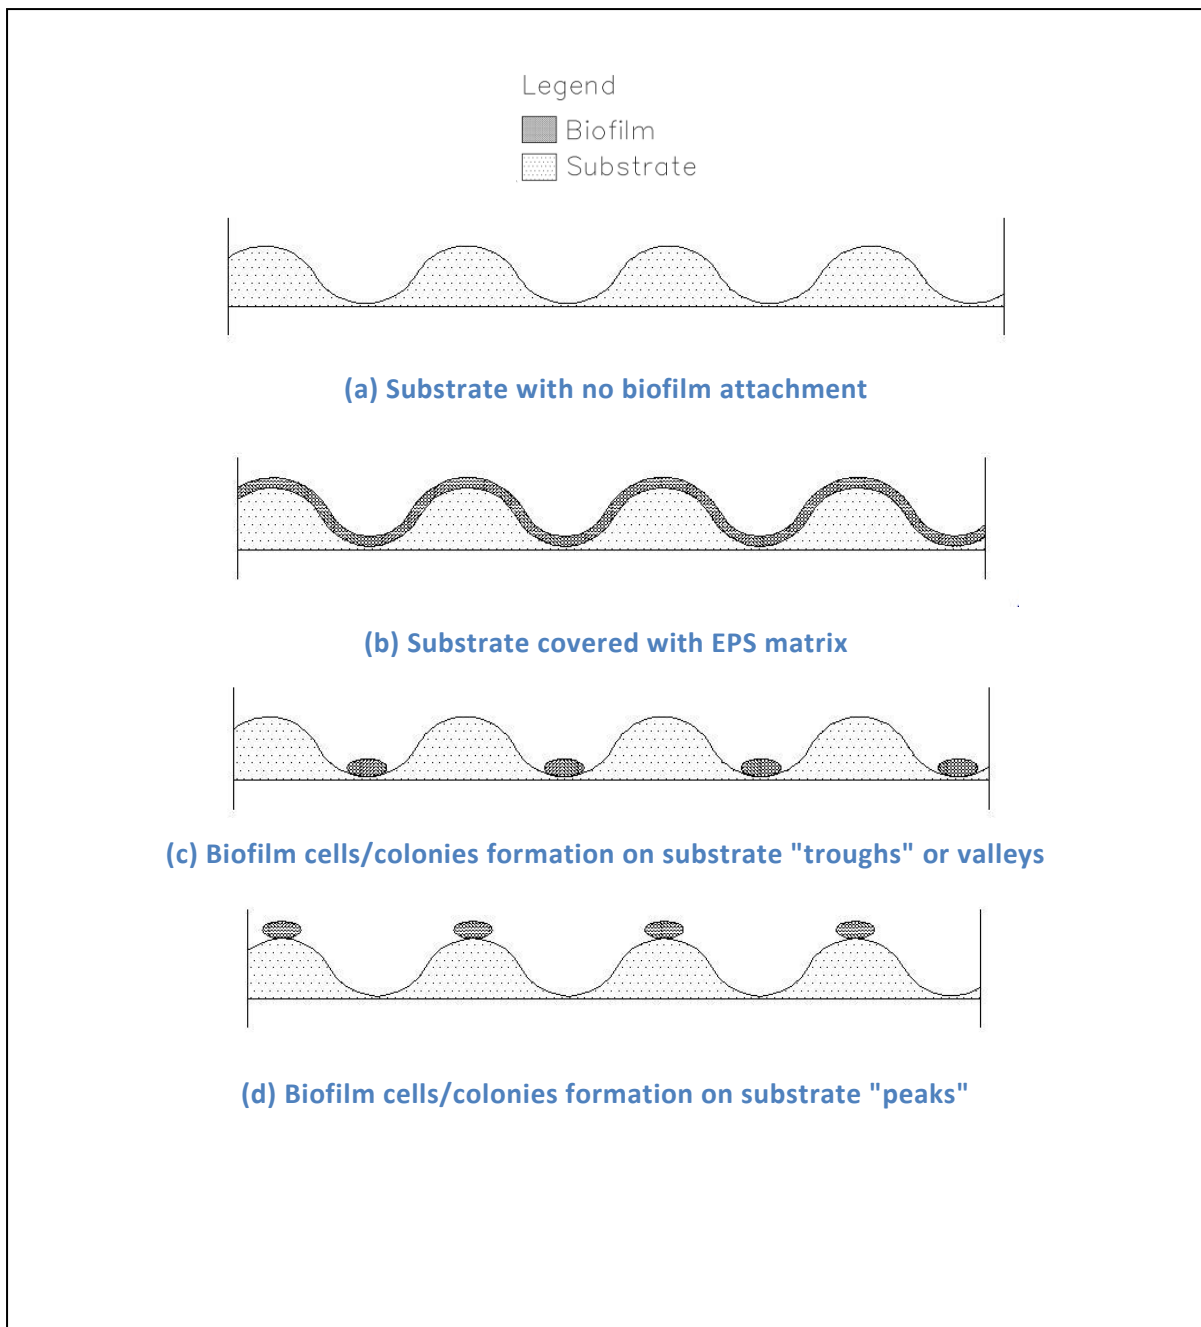 Legend
Biofilm
Substrate
(a) Substrate with no biofilm attachment
(b) Substrate covered with EPS matrix
(c) Biofilm cells/colonies formation on substrate "troughs" or valleys
(d) Biofilm cells/colonies formation on substrate "peaks"